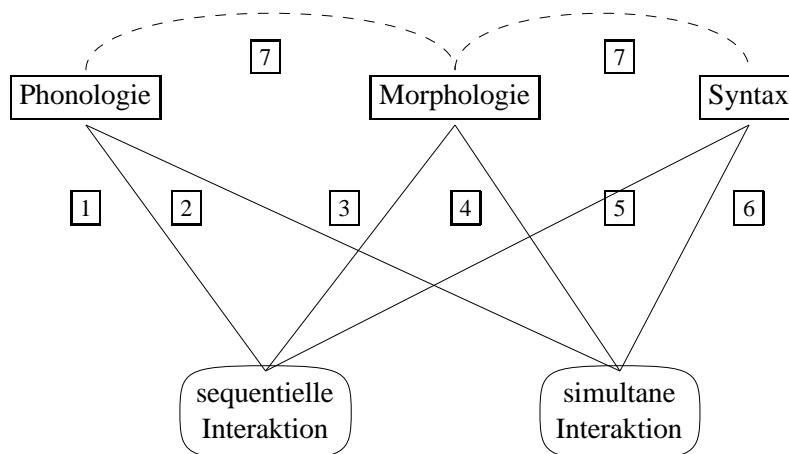 7 7
Phonologie Morphologie Syntax
1 2 3 4 5 6
sequentielle simultane
Interaktion Interaktion